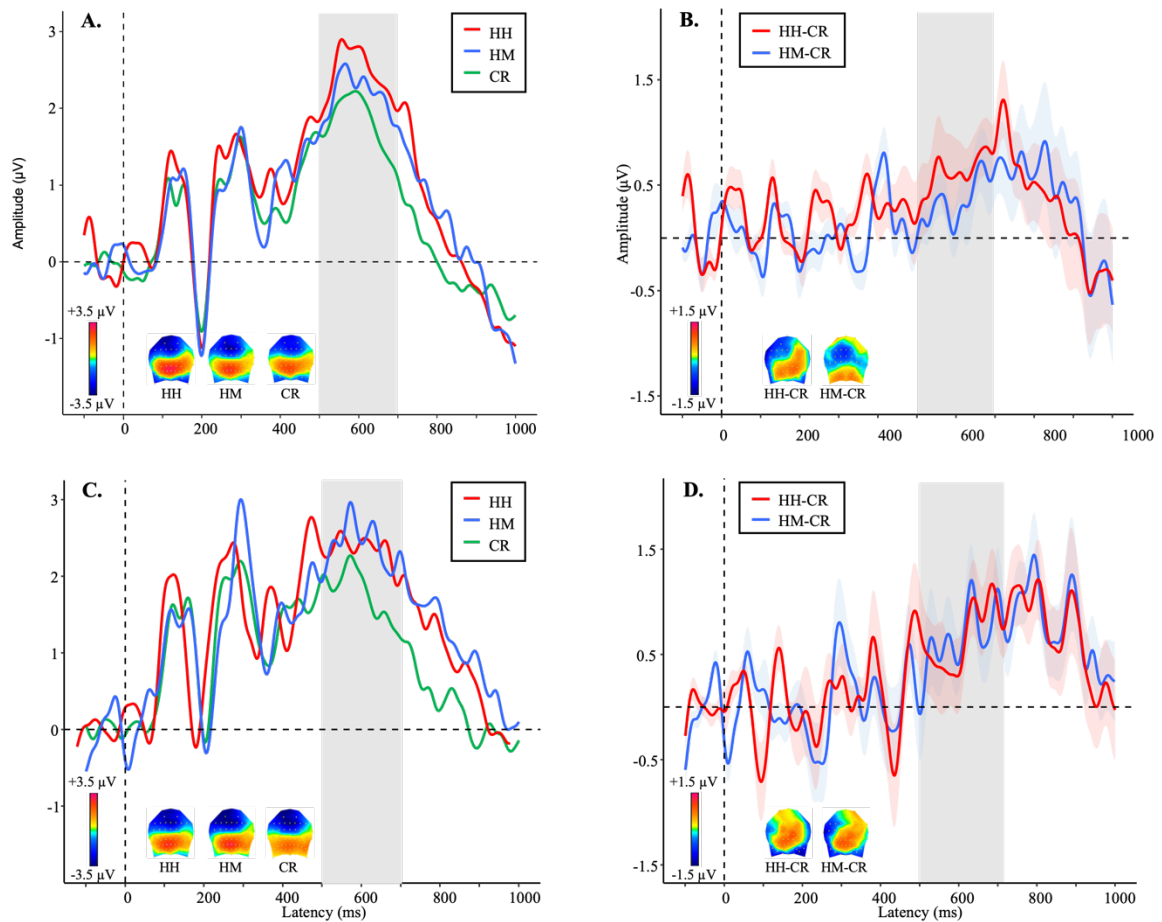 A.
HH
HM
CR
3
2
1
0
-1
Amplitude (µV)
+3.5 µV
-3.5 µV
HH HM CR
0 200 400 600 800 1000
B.
HH-CR
HM-CR
1.5
0.5
0
-0.5
-1.5
Amplitude (µV)
+1.5 µV
-1.5 µV
HH-CR HM-CR
0 200 400 600 800 1000
C.
HH
HM
CR
3
2
1
0
-1
+3.5 µV
-3.5 µV
HH HM CR
0 200 400 600 800 1000
Latency (ms)
D.
HH-CR
HM-CR
1.5
0.5
0
-0.5
-1.5
+1.5 µV
-1.5 µV
HH-CR HM-CR
0 200 400 600 800 1000
Latency (ms)